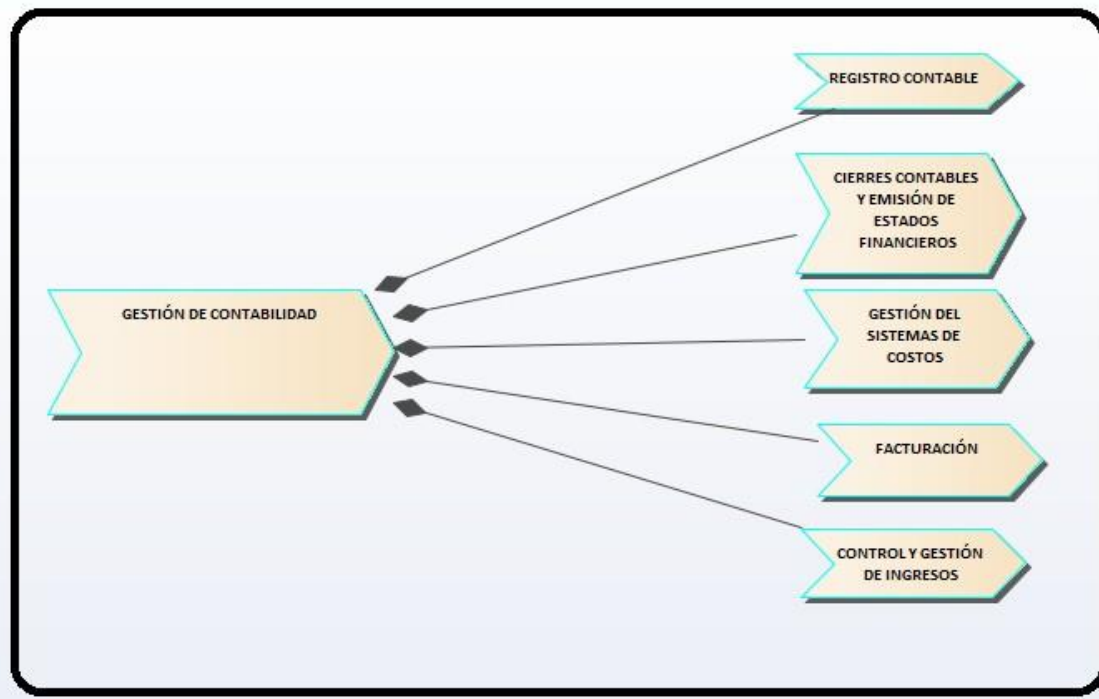 REGISTRO CONTABLE
CIERRES CONTABLES
Y EMISIÓN DE
ESTADOS
FINANCIEROS
GESTIÓN DE CONTABILIDAD
GESTIÓN DEL
SISTEMAS DE
COSTOS
FACTURACIÓN
CONTROL Y GESTIÓN
DE INGRESOS